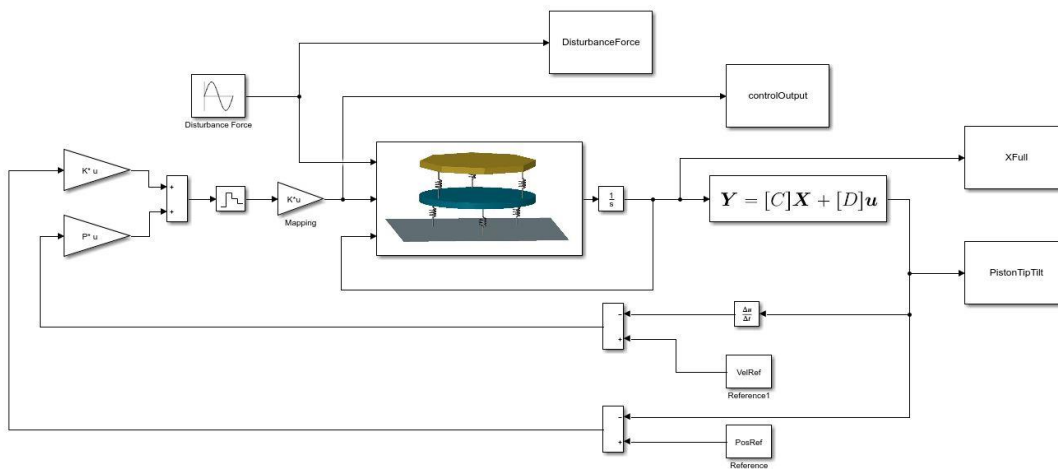 DisturbanceForce
controlOutput
Disturbance Force
XFull
K* u
+
+
P* u
K*u
Mapping
1
s
Y = [C]X + [D]u
PistonTipTilt
−
+
Δu
Δt
VelRef
Reference1
−
+
PosRef
Reference